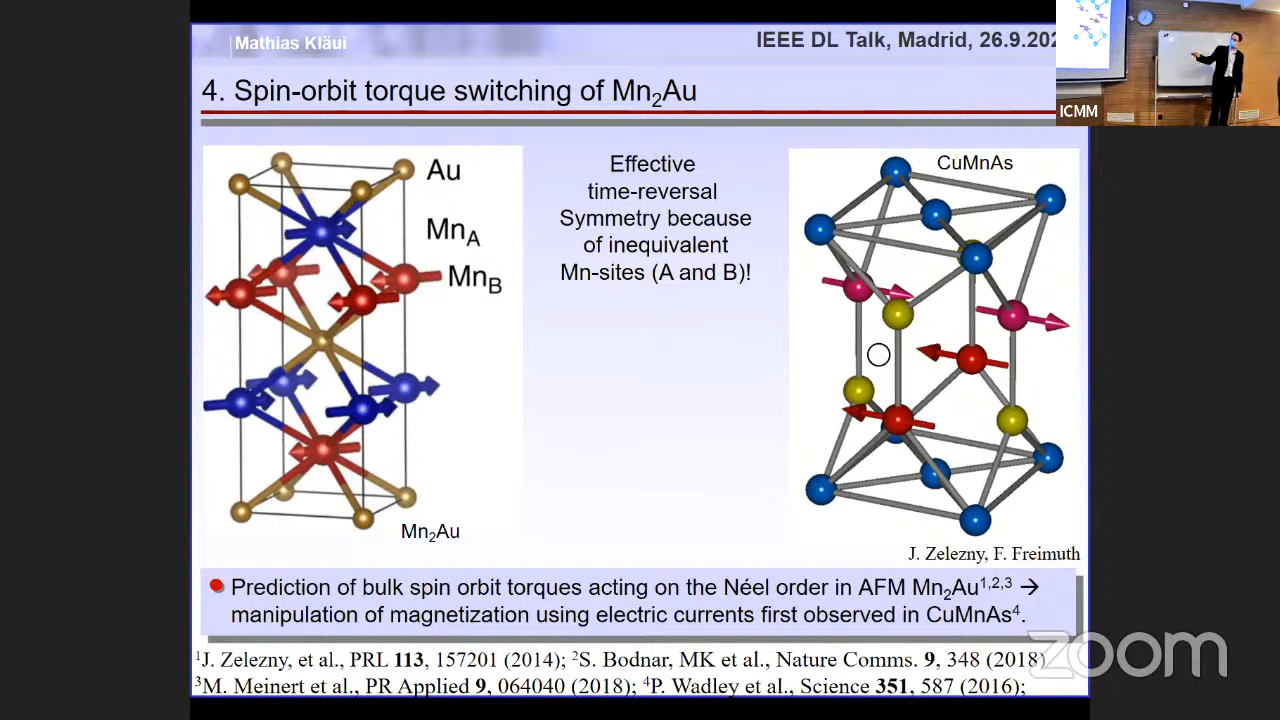 Mathias Kläui
IEEE DL Talk, Madrid, 26.9.202
ICMM
4. Spin-orbit torque switching of Mn₂Au
Au
Mn_A
Mn_B
Mn₂Au
Effective
time-reversal
Symmetry because
of inequivalent
Mn-sites (A and B)!
CuMnAs
J. Zelezny, F. Freimuth
Prediction of bulk spin orbit torques acting on the Néel order in AFM Mn₂Au¹,²,³ →
manipulation of magnetization using electric currents first observed in CuMnAs⁴.
¹J. Zelezny, et al., PRL 113, 157201 (2014); ²S. Bodnar, MK et al., Nature Comms. 9, 348 (2018)
³M. Meinert et al., PR Applied 9, 064040 (2018); ⁴P. Wadley et al., Science 351, 587 (2016);
zoom